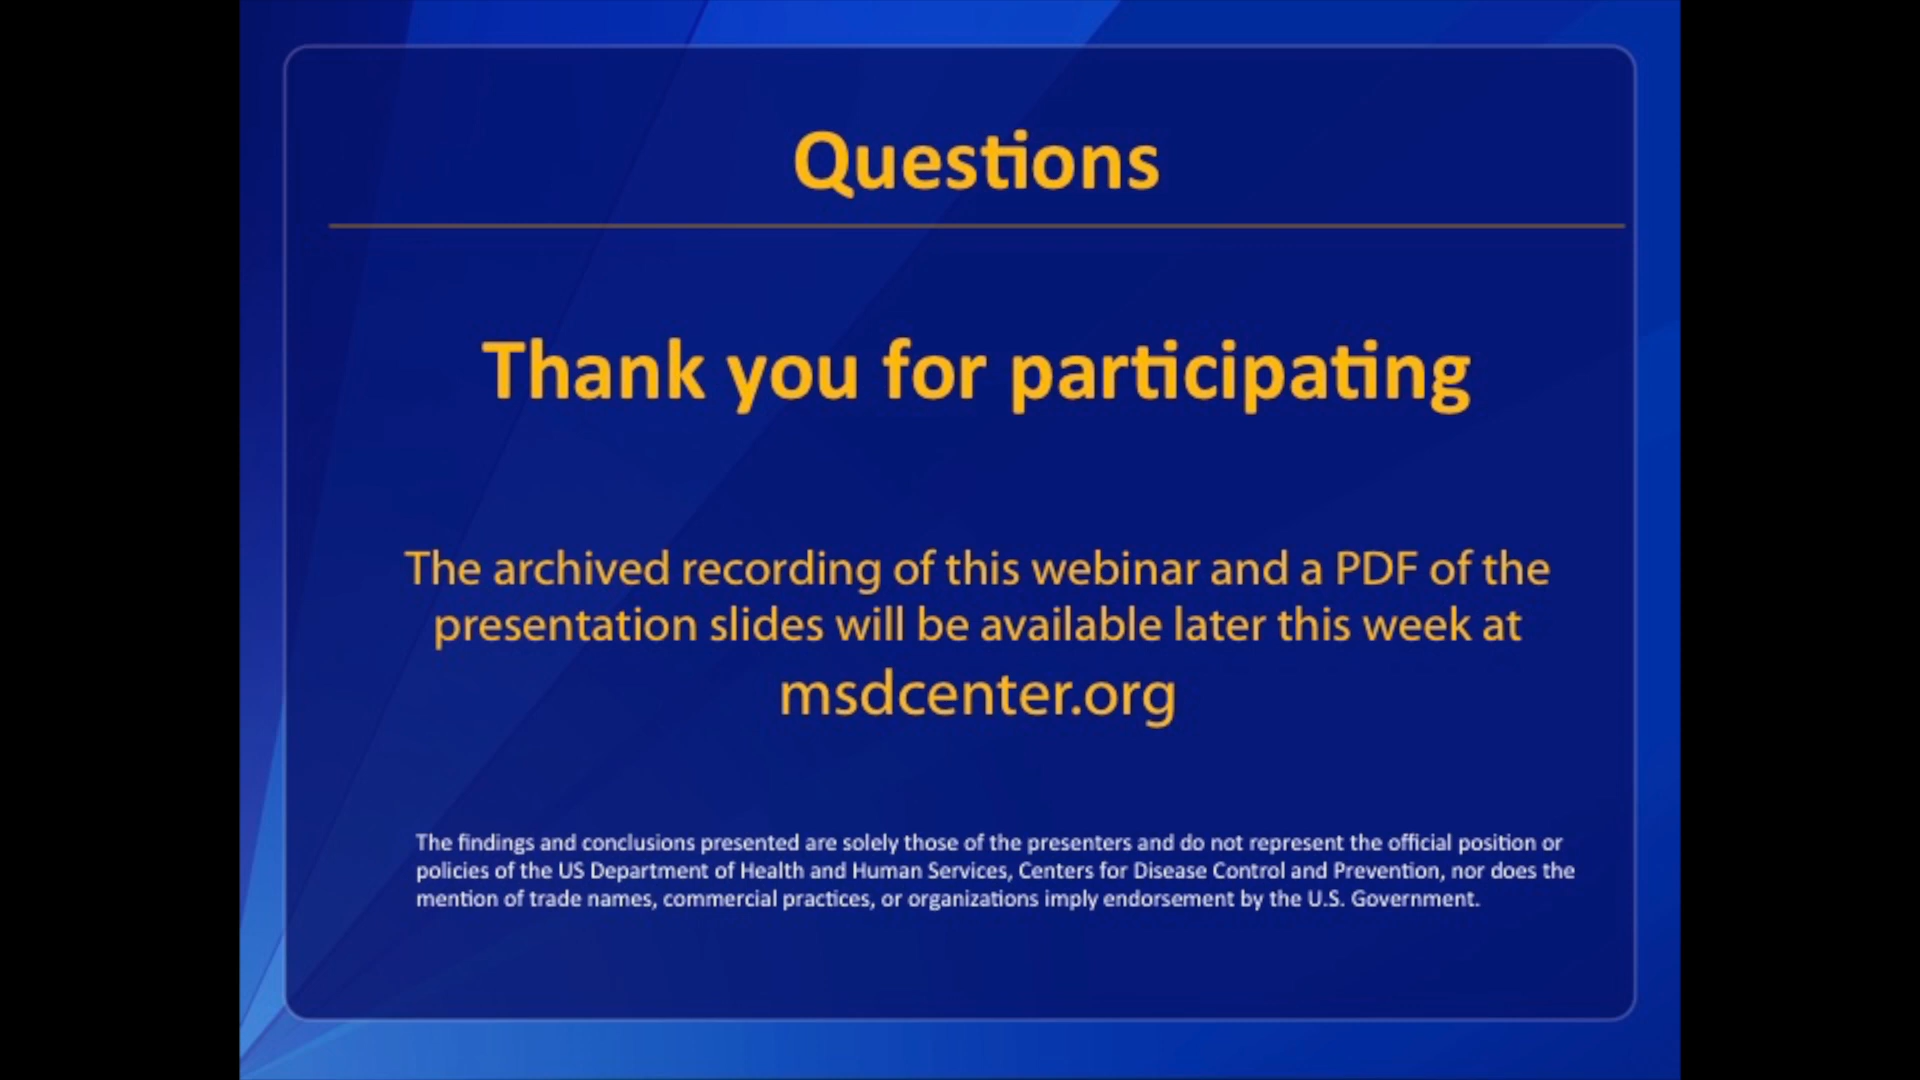 Questions
Thank you for participating
The archived recording of this webinar and a PDF of the
presentation slides will be available later this week at
msdcenter.org
The findings and conclusions presented are solely those of the presenters and do not represent the official position or
policies of the US Department of Health and Human Services, Centers for Disease Control and Prevention, nor does the
mention of trade names, commercial practices, or organizations imply endorsement by the U.S. Government.